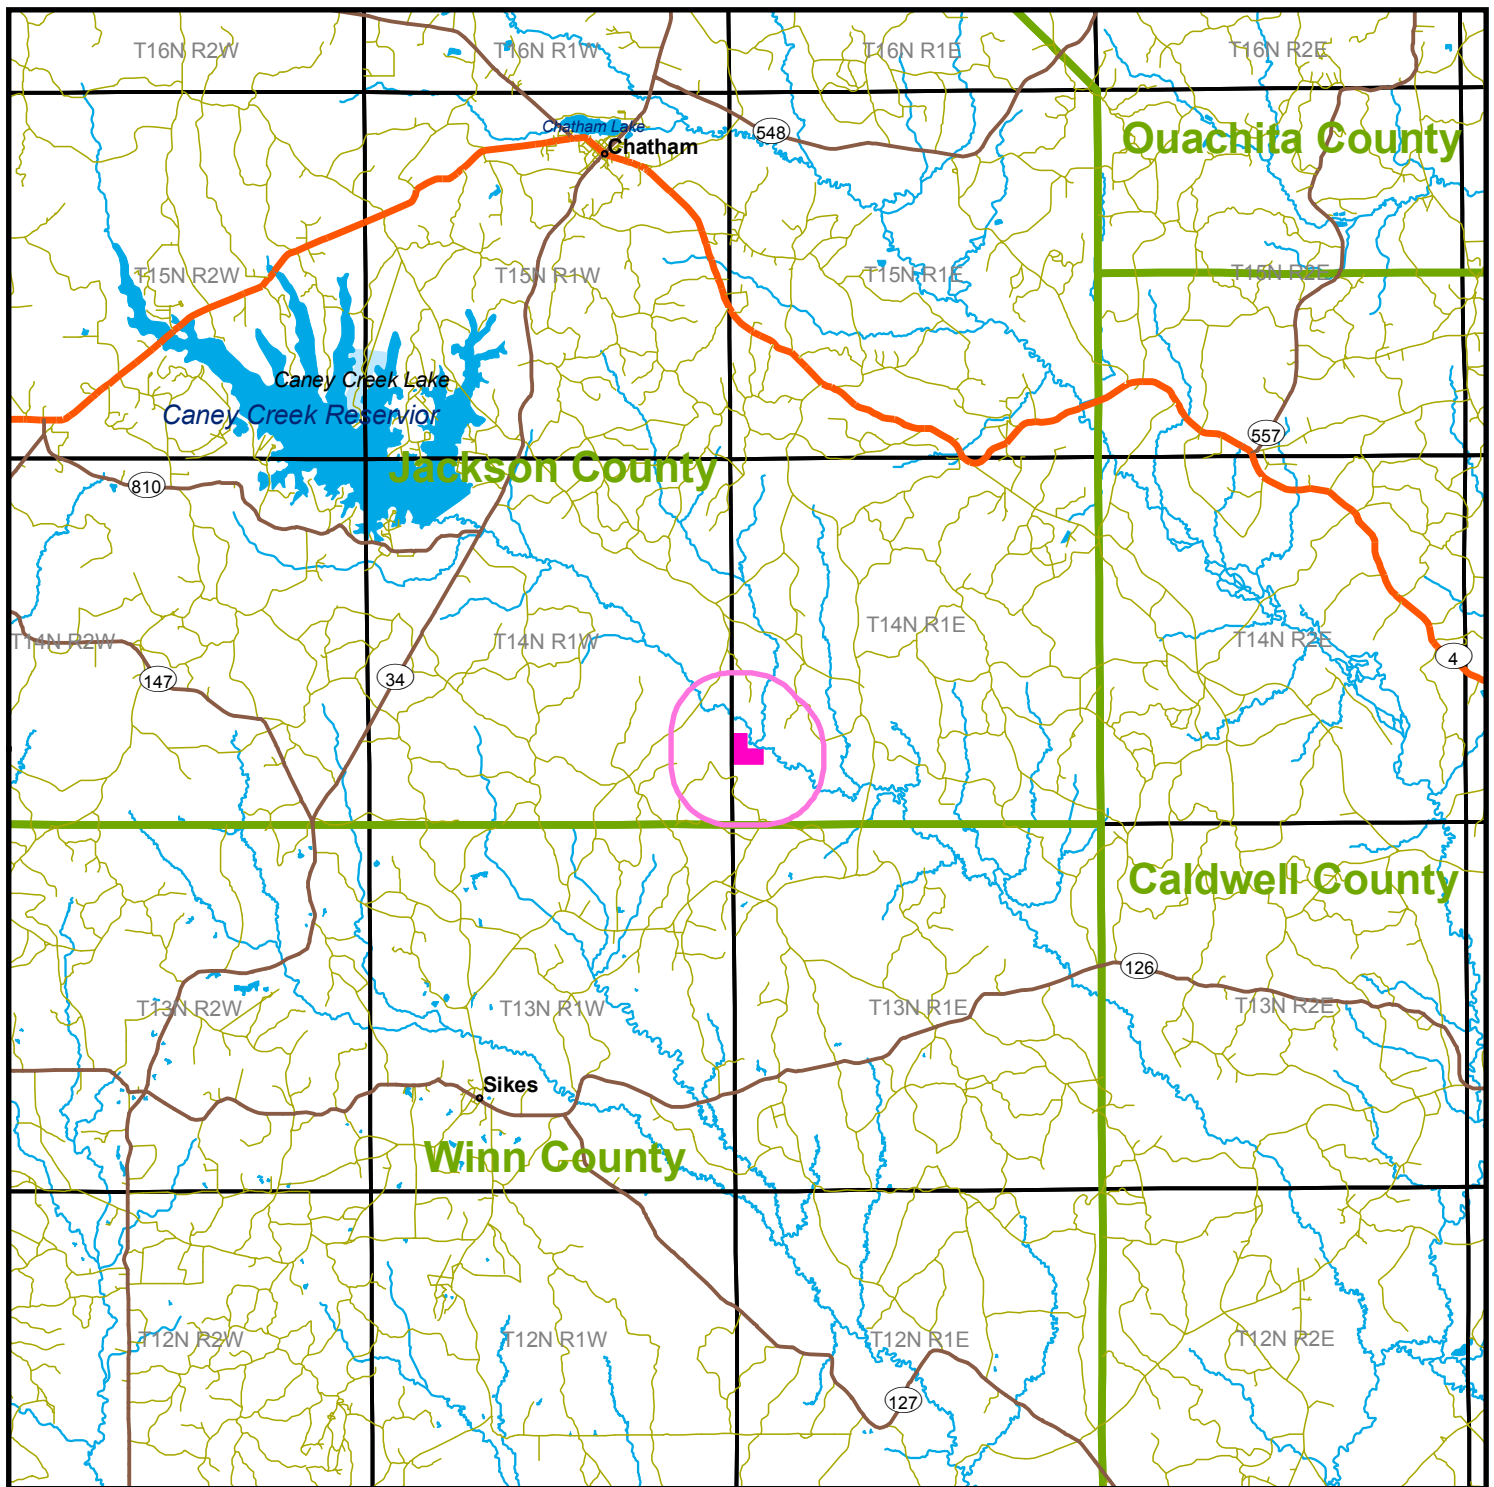 T16N R2W
T16N R1W
T16N R1E
T16N R2E
Chatham Lake
548
Ouachita County
Chatham
T15N R2W
T15N R1W
T15N R1E
T15N R2E
Caney Creek Lake
Caney Creek Reservior
557
Jackson County
810
T14N R2W
T14N R1W
T14N R1E
T14N R2E
4
147
34
Caldwell County
126
T13N R2W
T13N R1W
T13N R1E
T13N R2E
Sikes
Winn County
T12N R2W
T12N R1W
T12N R1E
T12N R2E
127